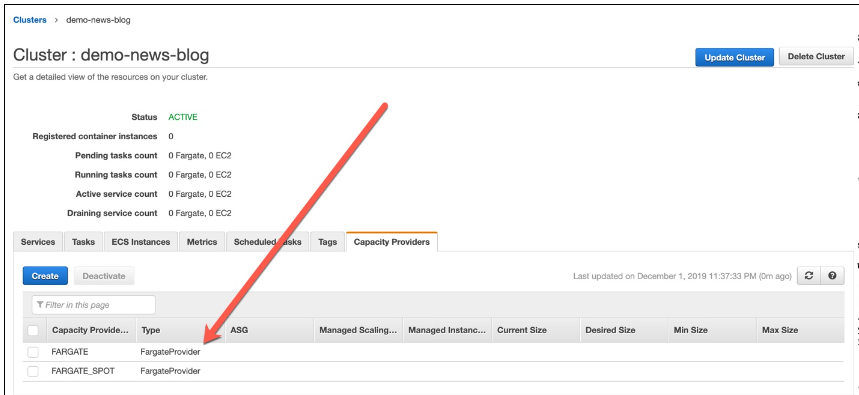 Clusters > demo-news-blog
Cluster : demo-news-blog
Update Cluster Delete Cluster
Get a detailed view of the resources on your cluster.
Status ACTIVE
Registered container instances 0
Pending tasks count 0 Fargate, 0 EC2
Running tasks count 0 Fargate, 0 EC2
Active service count 0 Fargate, 0 EC2
Draining service count 0 Fargate, 0 EC2
Services Tasks ECS Instances Metrics Scheduled Tasks Tags Capacity Providers
Create Deactivate Last updated on December 1, 2019 11:37:33 PM (0m ago)
Filter in this page
Capacity Provide... Type ASG Managed Scaling... Managed Instanc... Current Size Desired Size Min Size Max Size
FARGATE FargateProvider
FARGATE_SPOT FargateProvider